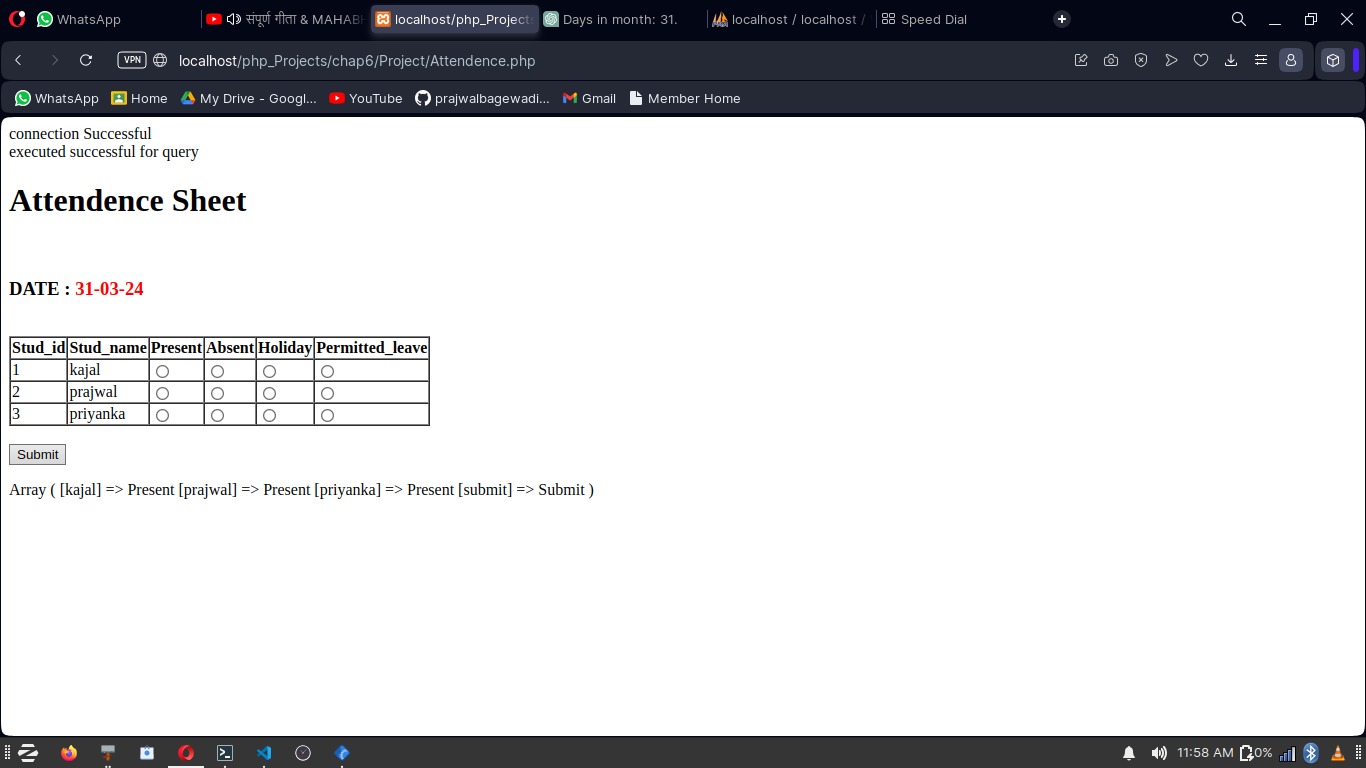 WhatsApp
संपूर्ण गीता & MAHABH
localhost/php_Project
Days in month: 31.
localhost / localhost /
Speed Dial
VPN
localhost/php_Projects/chap6/Project/Attendence.php
WhatsApp Home My Drive - Googl... YouTube prajwalbagewadi... Gmail Member Home
connection Successful
executed successful for query
Attendence Sheet
DATE : 31-03-24
Stud_id Stud_name Present Absent Holiday Permitted_leave
1 kajal
2 prajwal
3 priyanka
Submit
Array ( [kajal] => Present [prajwal] => Present [priyanka] => Present [submit] => Submit )
11:58 AM 0%